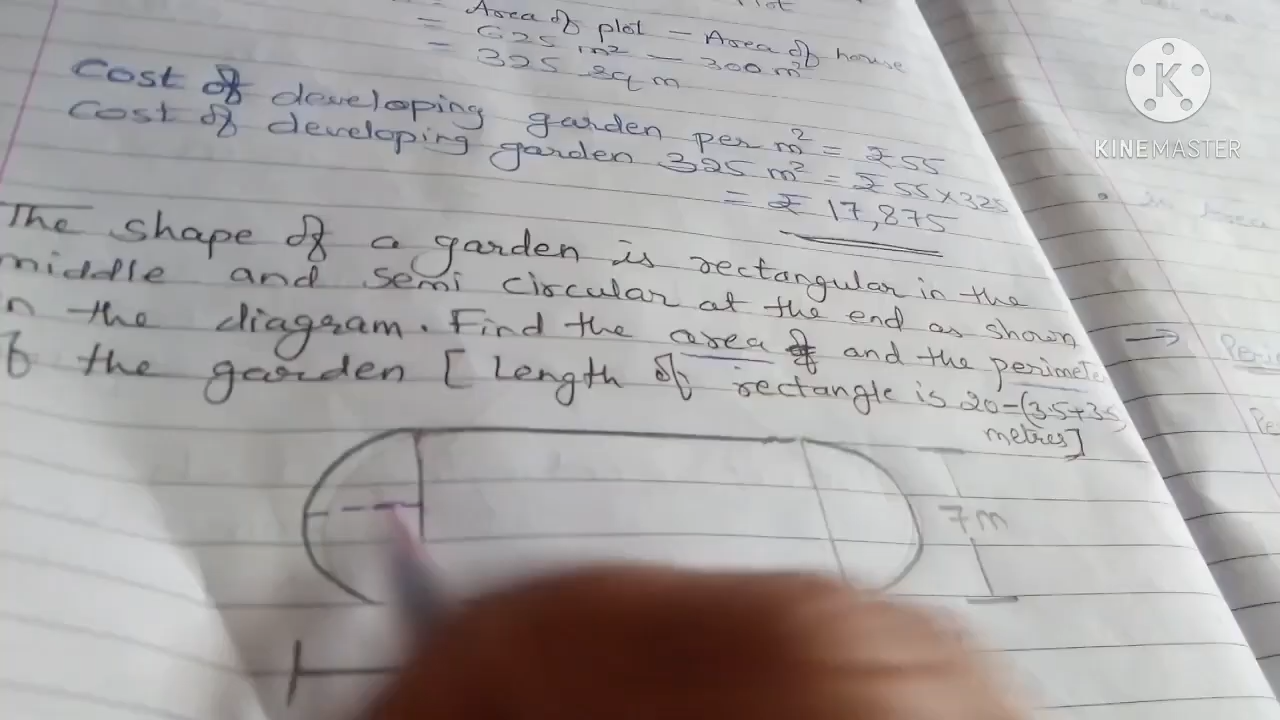 = Area of plot - Area of house
= 625 m² - 300 m²
= 325 sq m
Cost of developing garden per m² = ₹ 55
Cost of developing garden 325 m² = ₹ 55×325
= ₹ 17,875
The shape of a garden is rectangular in the
middle and semi circular at the end as shown
n the diagram. Find the area of and the perimete
f the garden [Length of rectangle is 20-(3.5+3.5
metres]
7m
K
KINEMASTER